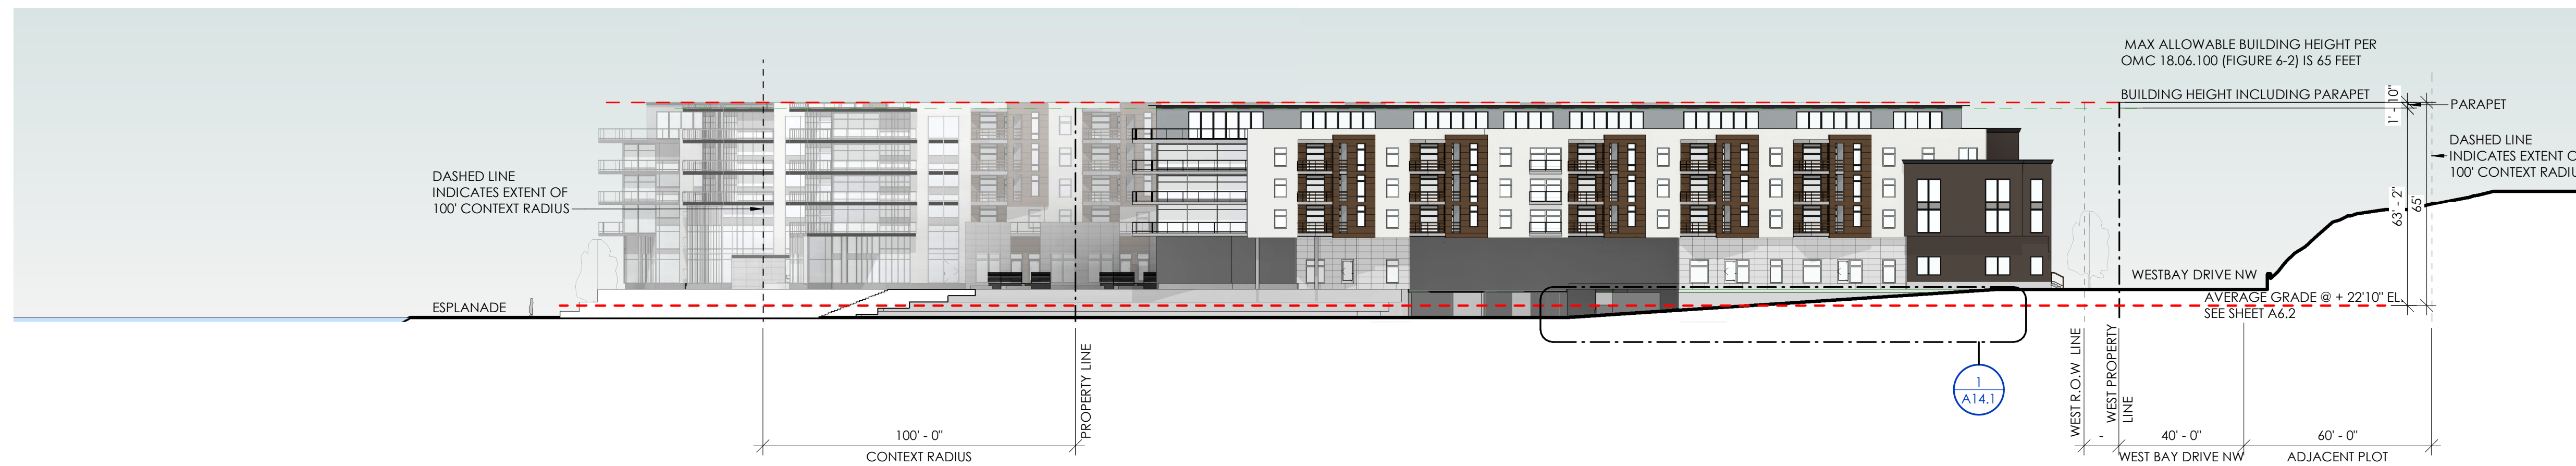 MAX ALLOWABLE BUILDING HEIGHT PER
OMC 18.06.100 (FIGURE 6-2) IS 65 FEET
BUILDING HEIGHT INCLUDING PARAPET
1' - 10"
PARAPET
DASHED LINE
INDICATES EXTENT OF
100' CONTEXT RADIUS
DASHED LINE
INDICATES EXTENT O
100' CONTEXT RADIU
63' - 2"
65'
WESTBAY DRIVE NW
ESPLANADE
AVERAGE GRADE @ + 22'10" EL.
SEE SHEET A6.2
PROPERTY LINE
WEST R.O.W LINE
WEST PROPERTY
LINE
1
A14.1
100' - 0"
CONTEXT RADIUS
-
40' - 0"
WEST BAY DRIVE NW
60' - 0"
ADJACENT PLOT